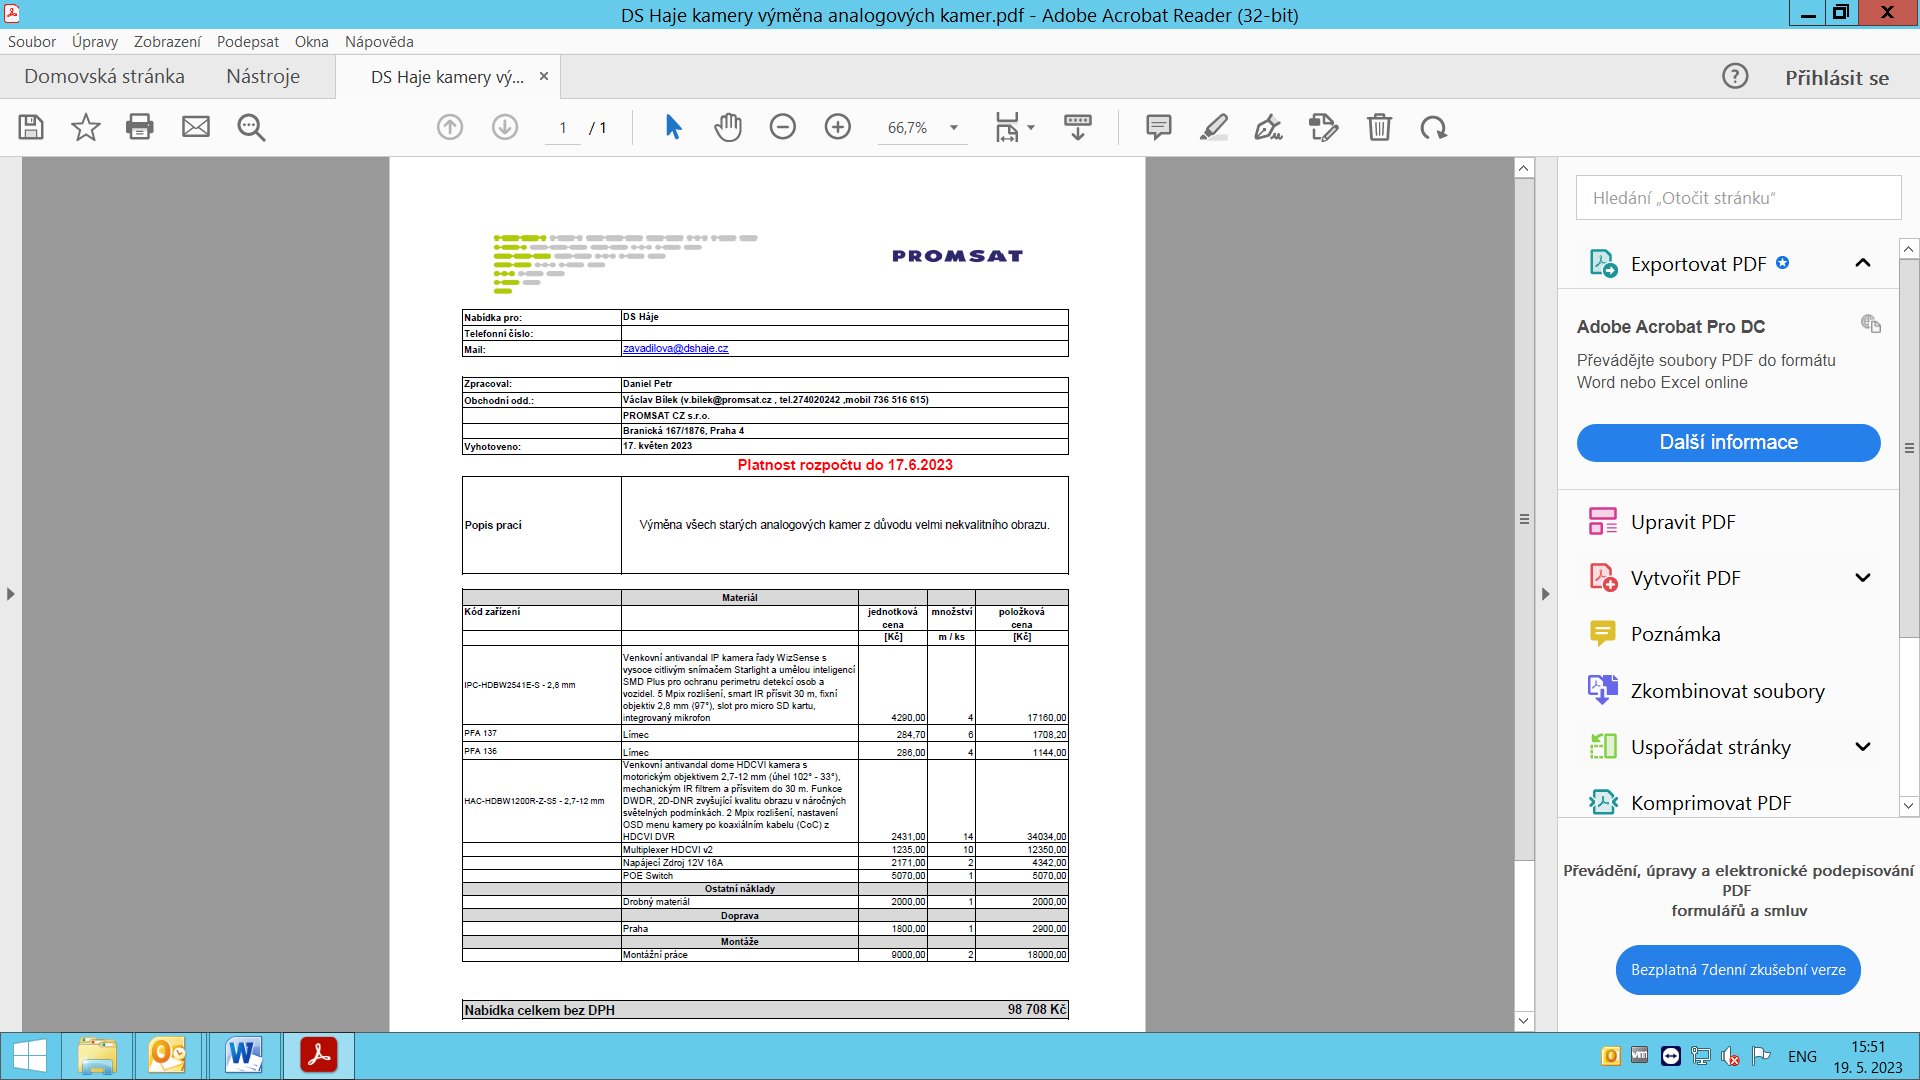 DS Haje kamery výměna analogových kamer.pdf - Adobe Acrobat Reader (32-bit)
Soubor Úpravy Zobrazení Podepsat Okna Nápověda
Domovská stránka Nástroje DS Haje kamery vý... × Přihlásit se
1 / 1 66,7%
PROMSAT
Nabídka pro: DS Háje
Telefonní číslo:
Mail: zavadilova@dshaje.cz
Zpracoval: Daniel Petr
Obchodní odd.: Václav Bílek (v.bilek@promsat.cz , tel.274020242 ,mobil 736 516 615)
PROMSAT CZ s.r.o.
Branická 167/1876, Praha 4
Vyhotoveno: 17. květen 2023
Platnost rozpočtu do 17.6.2023
Popis prací Výměna všech starých analogových kamer z důvodu velmi nekvalitního obrazu.
Materiál
Kód zařízení jednotková množství položková
cena cena
[Kč] m / ks [Kč]
Venkovní antivandal IP kamera řady WizSense s
vysoce citlivým snímačem Starlight a umělou inteligencí
SMD Plus pro ochranu perimetru detekcí osob a
IPC-HDBW2541E-S - 2,8 mm
vozidel. 5 Mpix rozlišení, smart IR přísvit 30 m, fixní
objektiv 2,8 mm (97°), slot pro micro SD kartu,
integrovaný mikrofon 4290,00 4 17160,00
PFA 137 Límec 284,70 6 1708,20
PFA 136 Límec 286,00 4 1144,00
Venkovní antivandal dome HDCVI kamera s
motorickým objektivem 2,7-12 mm (úhel 102° - 33°),
mechanickým IR filtrem a přísvitem do 30 m. Funkce
HAC-HDBW1200R-Z-S5 - 2,7-12 mm DWDR, 2D-DNR zvyšující kvalitu obrazu v náročných
světelných podmínkách. 2 Mpix rozlišení, nastavení
OSD menu kamery po koaxiálním kabelu (CoC) z
HDCVI DVR 2431,00 14 34034,00
Multiplexer HDCVI v2 1235,00 10 12350,00
Napájecí Zdroj 12V 16A 2171,00 2 4342,00
POE Switch 5070,00 1 5070,00
Ostatní náklady
Drobný materiál 2000,00 1 2000,00
Doprava
Praha 1800,00 1 2900,00
Montáže
Montážní práce 9000,00 2 18000,00
Nabídka celkem bez DPH 98 708 Kč
Hledání „Otočit stránku“
Exportovat PDF
Adobe Acrobat Pro DC
Převádějte soubory PDF do formátu
Word nebo Excel online
Další informace
Upravit PDF
Vytvořit PDF
Poznámka
Zkombinovat soubory
Uspořádat stránky
Komprimovat PDF
Převádění, úpravy a elektronické podepisování
PDF
formulářů a smluv
Bezplatná 7denní zkušební verze
ENG 15:51
19. 5. 2023